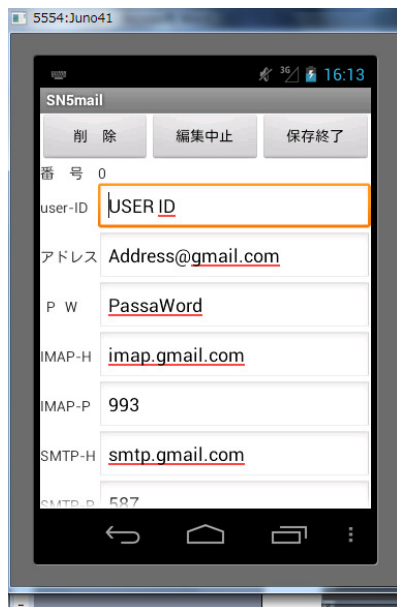 5554:Juno41
3G 16:13
SN5mail
削 除 編集中止 保存終了
番 号 0
user-ID USER ID
アドレス Address@gmail.com
P W PassaWord
IMAP-H imap.gmail.com
IMAP-P 993
SMTP-H smtp.gmail.com
SMTP-P 587